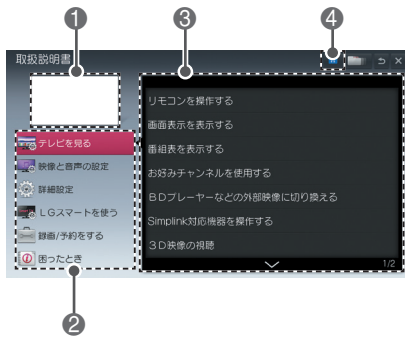 ❶
❸
❹
取扱説明書
テレビを見る
映像と音声の設定
詳細設定
ＬＧスマートを使う
録画/予約をする
困ったとき
リモコンを操作する
画面表示を表示する
番組表を表示する
お好みチャンネルを使用する
ＢＤプレーヤーなどの外部映像に切り換える
Simplink対応機器を操作する
３Ｄ映像の視聴
1/2
❷